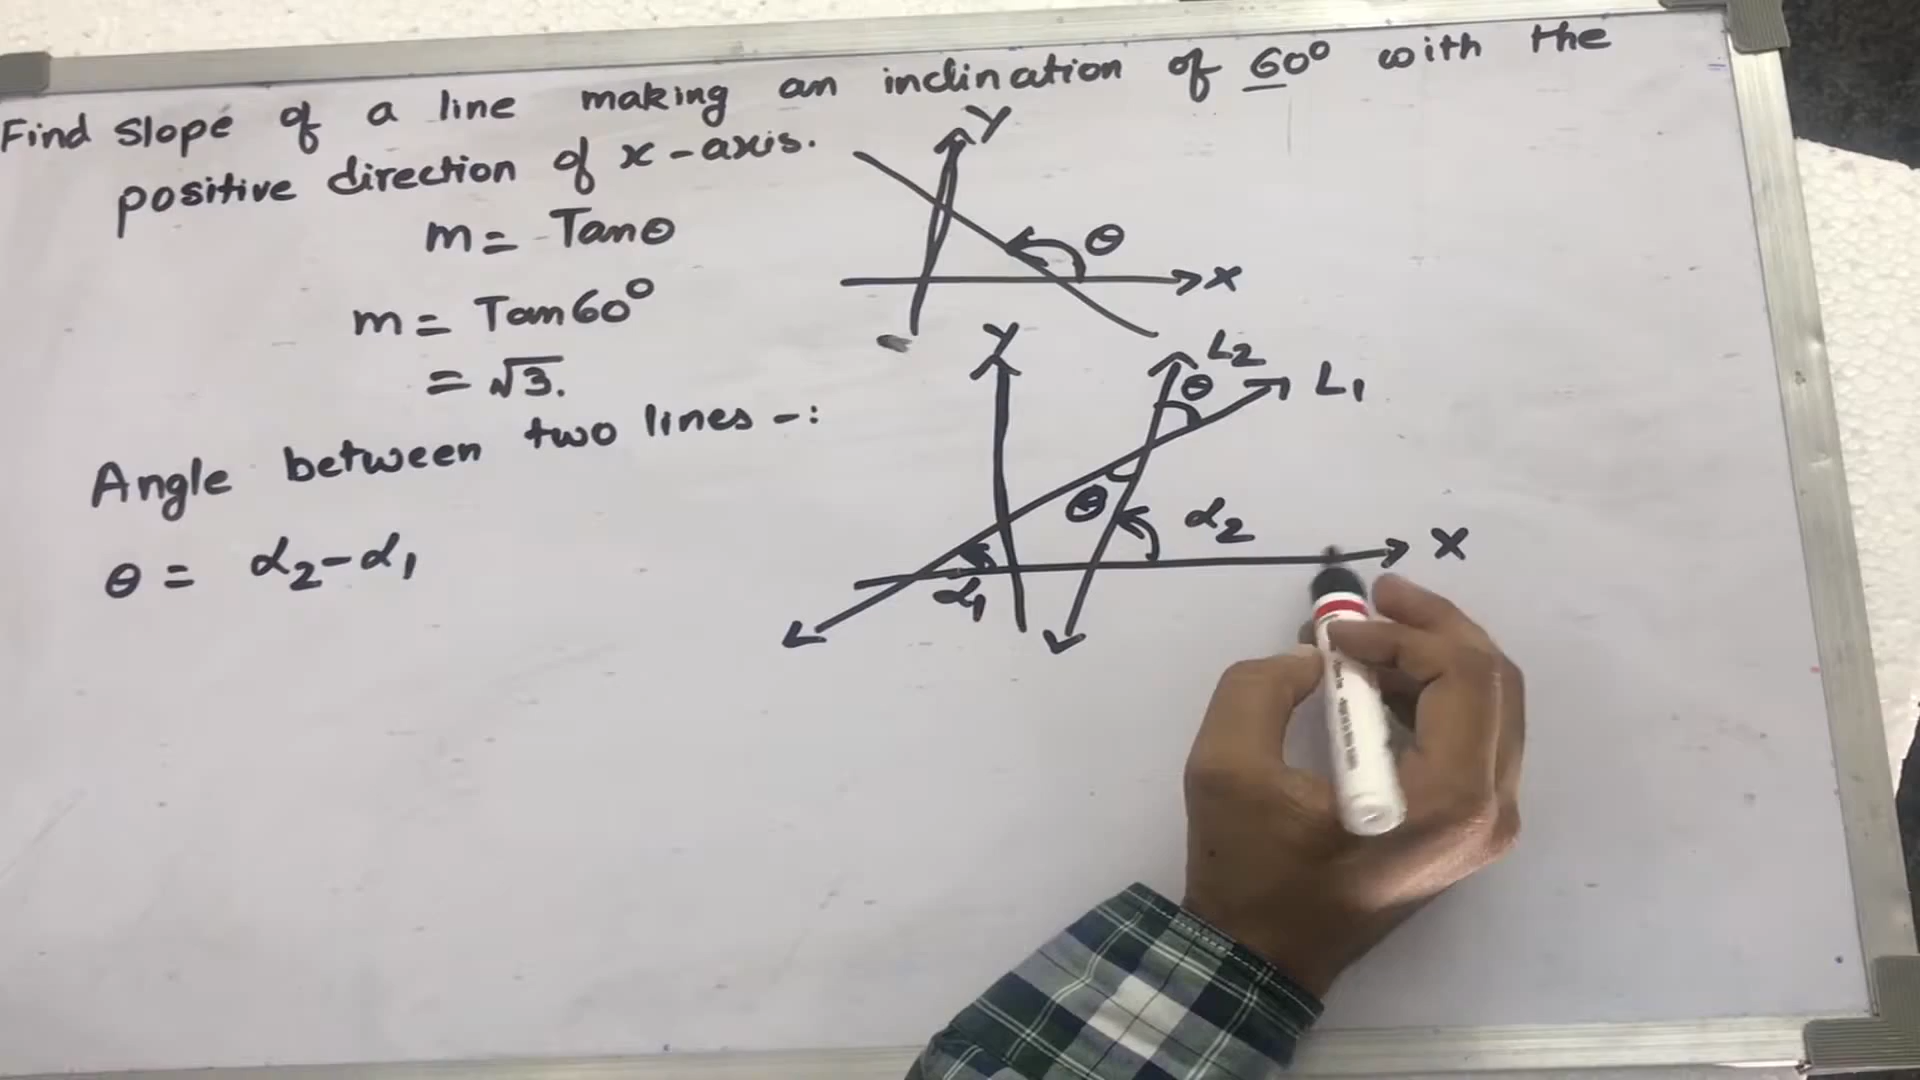 Find slope of a line making an inclination of 60° with the
positive direction of x-axis.
m = Tanθ
m = Tan60°
= √3.
Angle between two lines -:
θ = α2-α1
Y
θ
X
Y
L2
θ
L1
θ
α2
X
α1